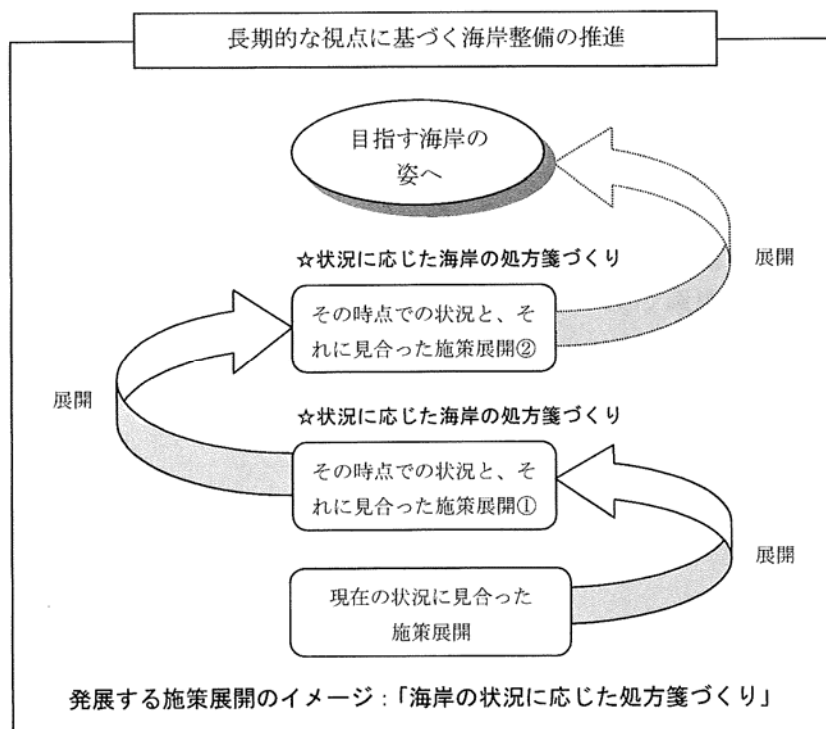 長期的な視点に基づく海岸整備の推進
目指す海岸の
姿へ
展開
☆状況に応じた海岸の処方箋づくり
その時点での状況と、そ
れに見合った施策展開②
展開
☆状況に応じた海岸の処方箋づくり
その時点での状況と、そ
れに見合った施策展開①
展開
現在の状況に見合った
施策展開
発展する施策展開のイメージ：「海岸の状況に応じた処方箋づくり」